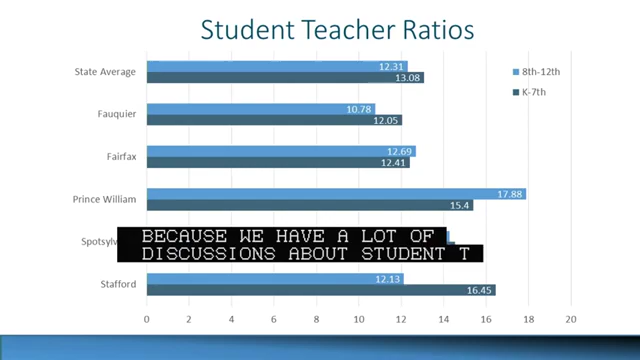 Student Teacher Ratios
State Average
12.31
13.08
8th-12th
K-7th
Fauquier
10.78
12.05
Fairfax
12.69
12.41
Prince William
17.88
15.4
Spotsylv
BECAUSE WE HAVE A LOT OF
DISCUSSIONS ABOUT STUDENT T
Stafford
12.13
16.45
0 2 4 6 8 10 12 14 16 18 20